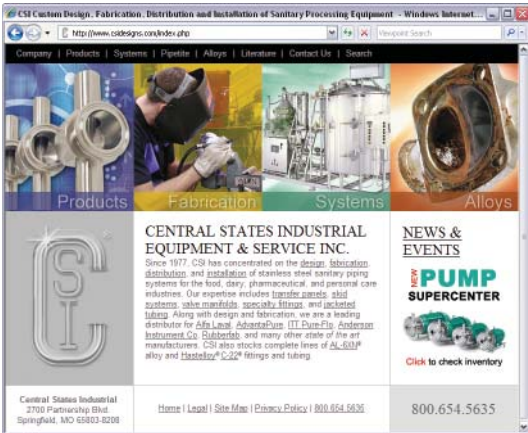 CSI Custom Design, Fabrication, Distribution and Installation of Sanitary Processing Equipment - Windows Internet...
http://www.csidesigns.com/index.php
Viewpoint Search
Company | Products | Systems | Pipetite | Alloys | Literature | Contact Us | Search
Products
Fabrication
Systems
Alloys
CSI
CENTRAL STATES INDUSTRIAL
EQUIPMENT & SERVICE INC.
Since 1977, CSI has concentrated on the design, fabrication,
distribution, and installation of stainless steel sanitary piping
systems for the food, dairy, pharmaceutical, and personal care
industries. Our expertise includes transfer panels, skid
systems, valve manifolds, specialty fittings, and jacketed
tubing. Along with design and fabrication, we are a leading
distributor for Alfa Laval, AdvantaPure, ITT Pure-Flo, Anderson
Instrument Co, Rubberfab, and many other state of the art
manufacturers. CSI also stocks complete lines of AL-6XN®
alloy and Hastelloy® C-22® fittings and tubing.
NEWS &
EVENTS
NEW
PUMP
SUPERCENTER
Click to check inventory
Central States Industrial
2700 Partnership Blvd.
Springfield, MO 65803-8208
Home | Legal | Site Map | Privacy Policy | 800.654.5635
800.654.5635